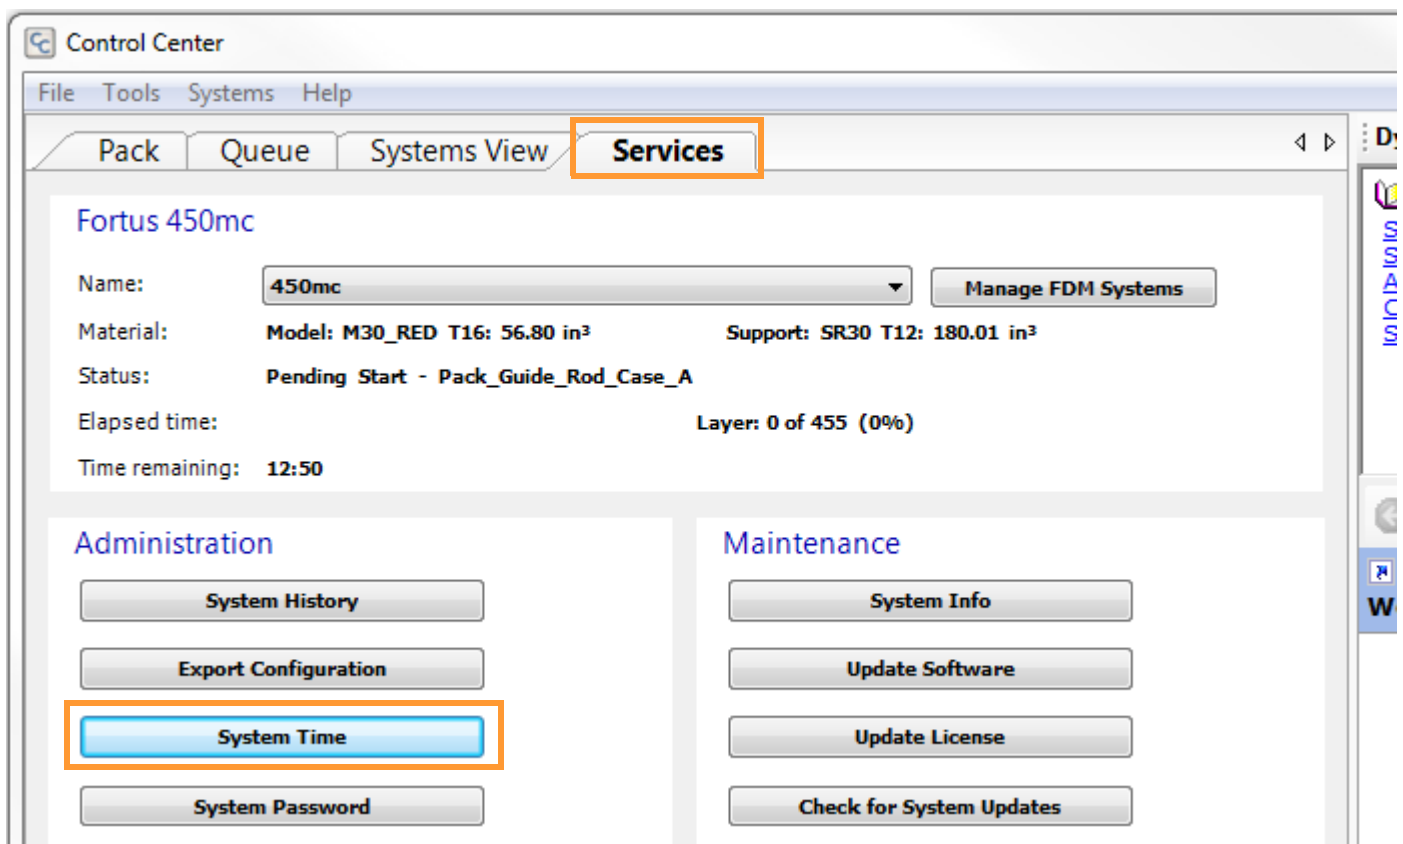 Control Center
File Tools Systems Help
Pack Queue Systems View Services
Fortus 450mc
Name: 450mc Manage FDM Systems
Material: Model: M30_RED T16: 56.80 in³ Support: SR30 T12: 180.01 in³
Status: Pending Start - Pack_Guide_Rod_Case_A
Elapsed time: Layer: 0 of 455 (0%)
Time remaining: 12:50
Administration Maintenance
System History System Info
Export Configuration Update Software
System Time Update License
System Password Check for System Updates